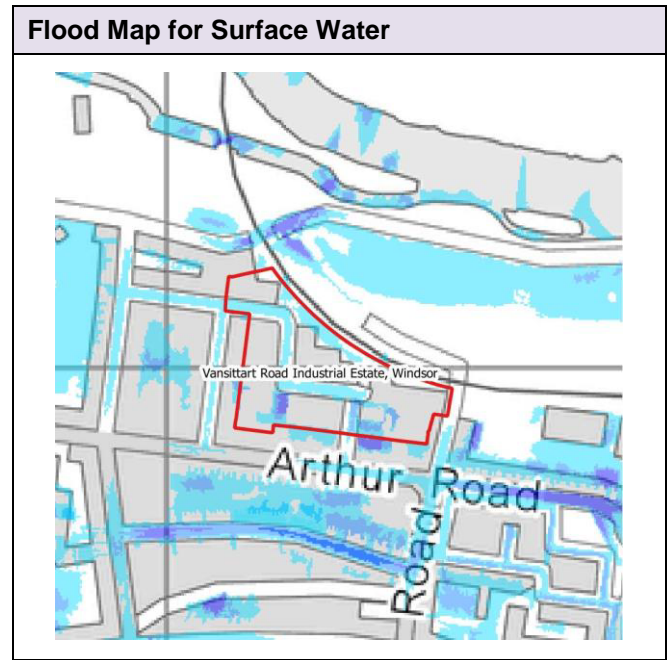 Flood Map for Surface Water
Vansittart Road Industrial Estate, Windsor
Arthur Road
Road